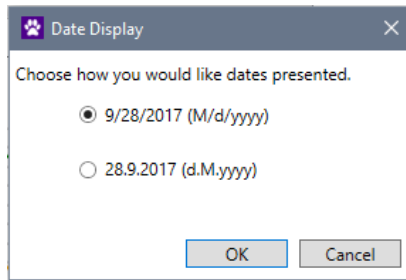 Date Display
Choose how you would like dates presented.
9/28/2017 (M/d/yyyy)
28.9.2017 (d.M.yyyy)
OK Cancel